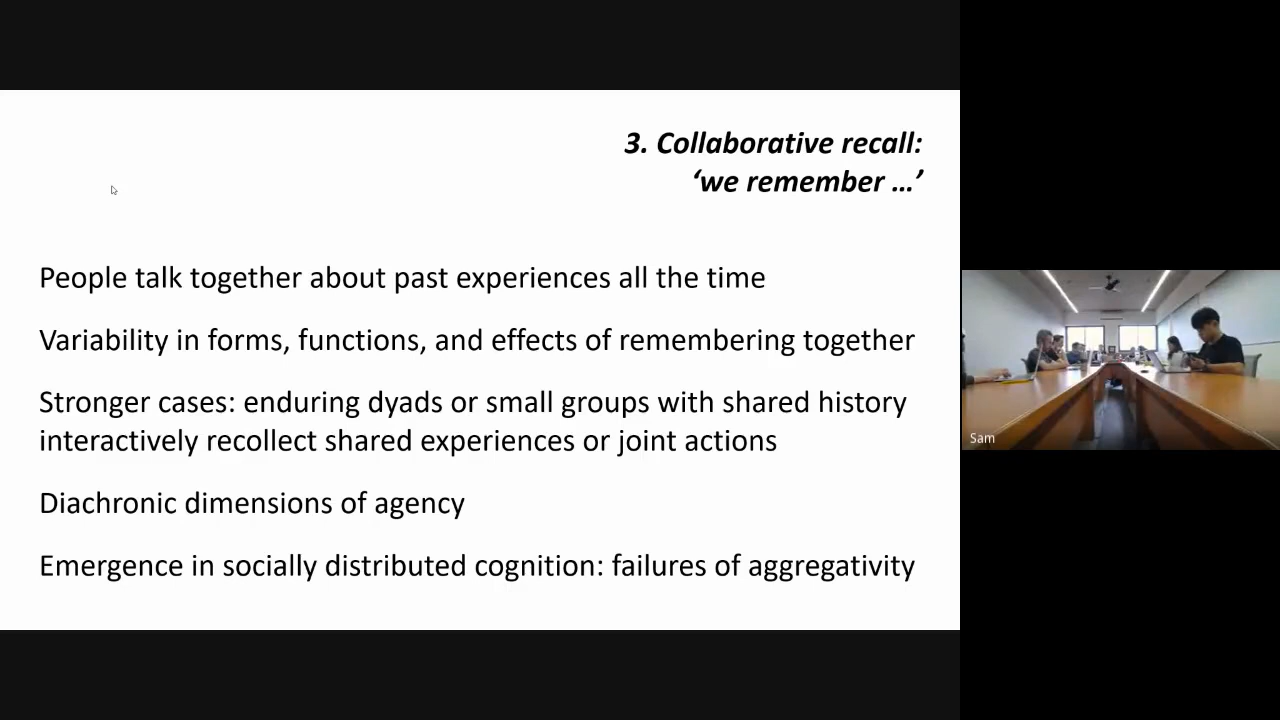 3. Collaborative recall:
‘we remember …’
People talk together about past experiences all the time
Variability in forms, functions, and effects of remembering together
Stronger cases: enduring dyads or small groups with shared history
interactively recollect shared experiences or joint actions
Diachronic dimensions of agency
Emergence in socially distributed cognition: failures of aggregativity
Sam